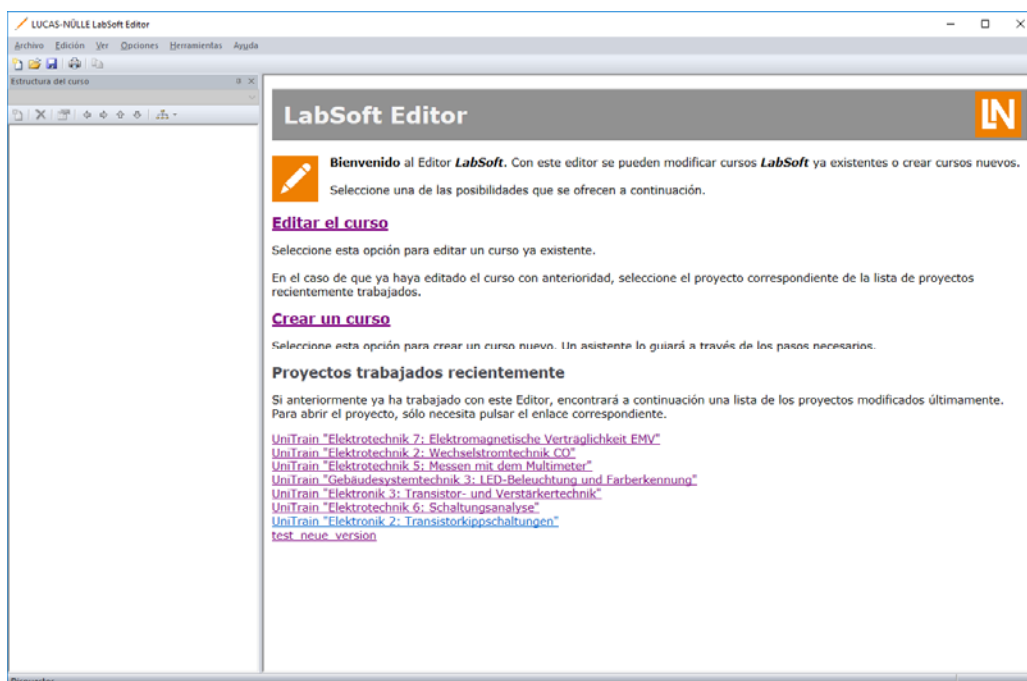 LUCAS-NÜLLE LabSoft Editor
Archivo Edición Ver Opciones Herramientas Ayuda
Estructura del curso
LabSoft Editor
LN
Bienvenido al Editor LabSoft. Con este editor se pueden modificar cursos LabSoft ya existentes o crear cursos nuevos.
Seleccione una de las posibilidades que se ofrecen a continuación.
Editar el curso
Seleccione esta opción para editar un curso ya existente.
En el caso de que ya haya editado el curso con anterioridad, seleccione el proyecto correspondiente de la lista de proyectos
recientemente trabajados.
Crear un curso
Seleccione esta opción para crear un curso nuevo. Un asistente lo guiará a través de los pasos necesarios.
Proyectos trabajados recientemente
Si anteriormente ya ha trabajado con este Editor, encontrará a continuación una lista de los proyectos modificados últimamente.
Para abrir el proyecto, sólo necesita pulsar el enlace correspondiente.
UniTrain "Elektrotechnik 7: Elektromagnetische Verträglichkeit EMV"
UniTrain "Elektrotechnik 2: Wechselstromtechnik CO"
UniTrain "Elektrotechnik 5: Messen mit dem Multimeter"
UniTrain "Gebäudesystemtechnik 3: LED-Beleuchtung und Farberkennung"
UniTrain "Elektronik 3: Transistor- und Verstärkertechnik"
UniTrain "Elektrotechnik 6: Schaltungsanalyse"
UniTrain "Elektronik 2: Transistorkippschaltungen"
test_neue_version